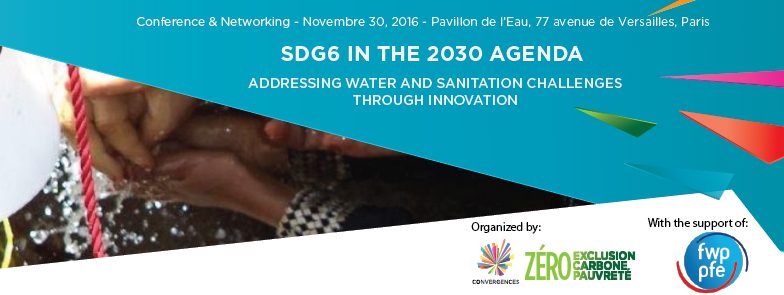 Conference & Networking - Novembre 30, 2016 - Pavillon de l'Eau, 77 avenue de Versailles, Paris
SDG6 IN THE 2030 AGENDA
ADDRESSING WATER AND SANITATION CHALLENGES
THROUGH INNOVATION
Organized by:
With the support of:
CONVERGENCES
ZÉRO EXCLUSION
CARBONE
PAUVRETÉ
fwp
pfe